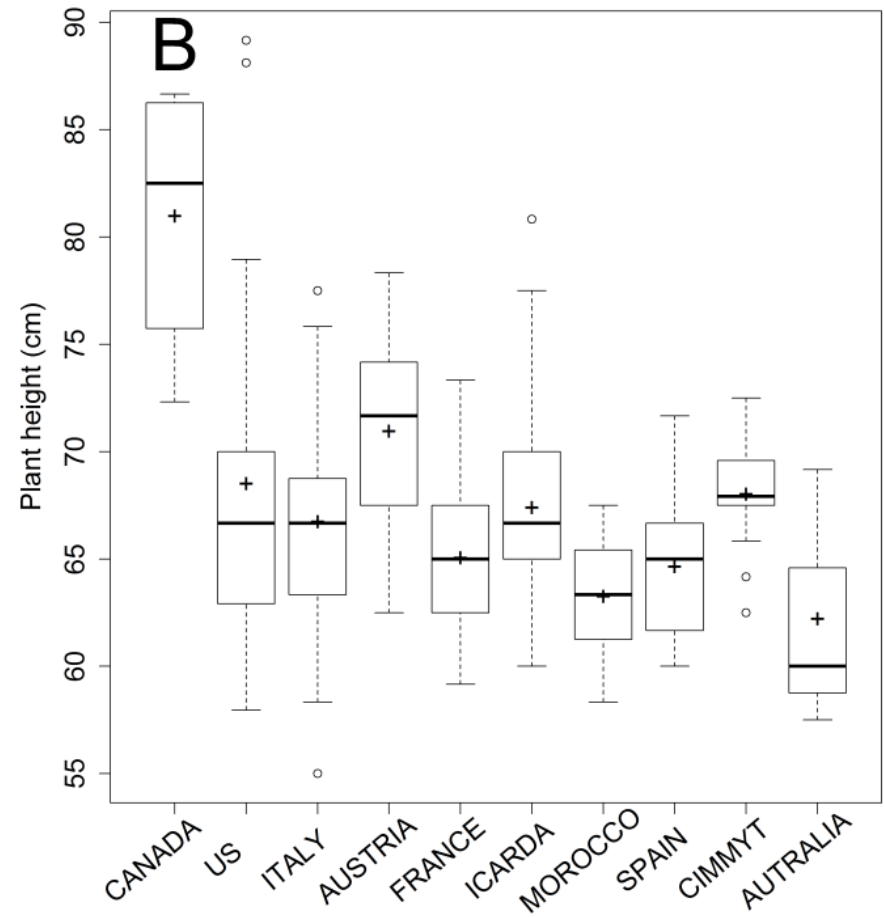 B
Plant height (cm)
90
85
80
75
70
65
60
55
CANADA
US
ITALY
AUSTRIA
FRANCE
ICARDA
MOROCCO
SPAIN
CIMMYT
AUTRALIA